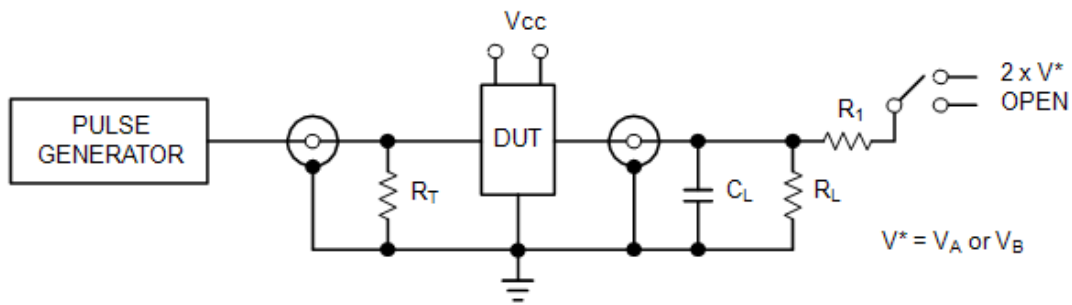 Vcc
2 x V*
OPEN
R1
PULSE
GENERATOR
DUT
RT
CL
RL
V* = VA or VB